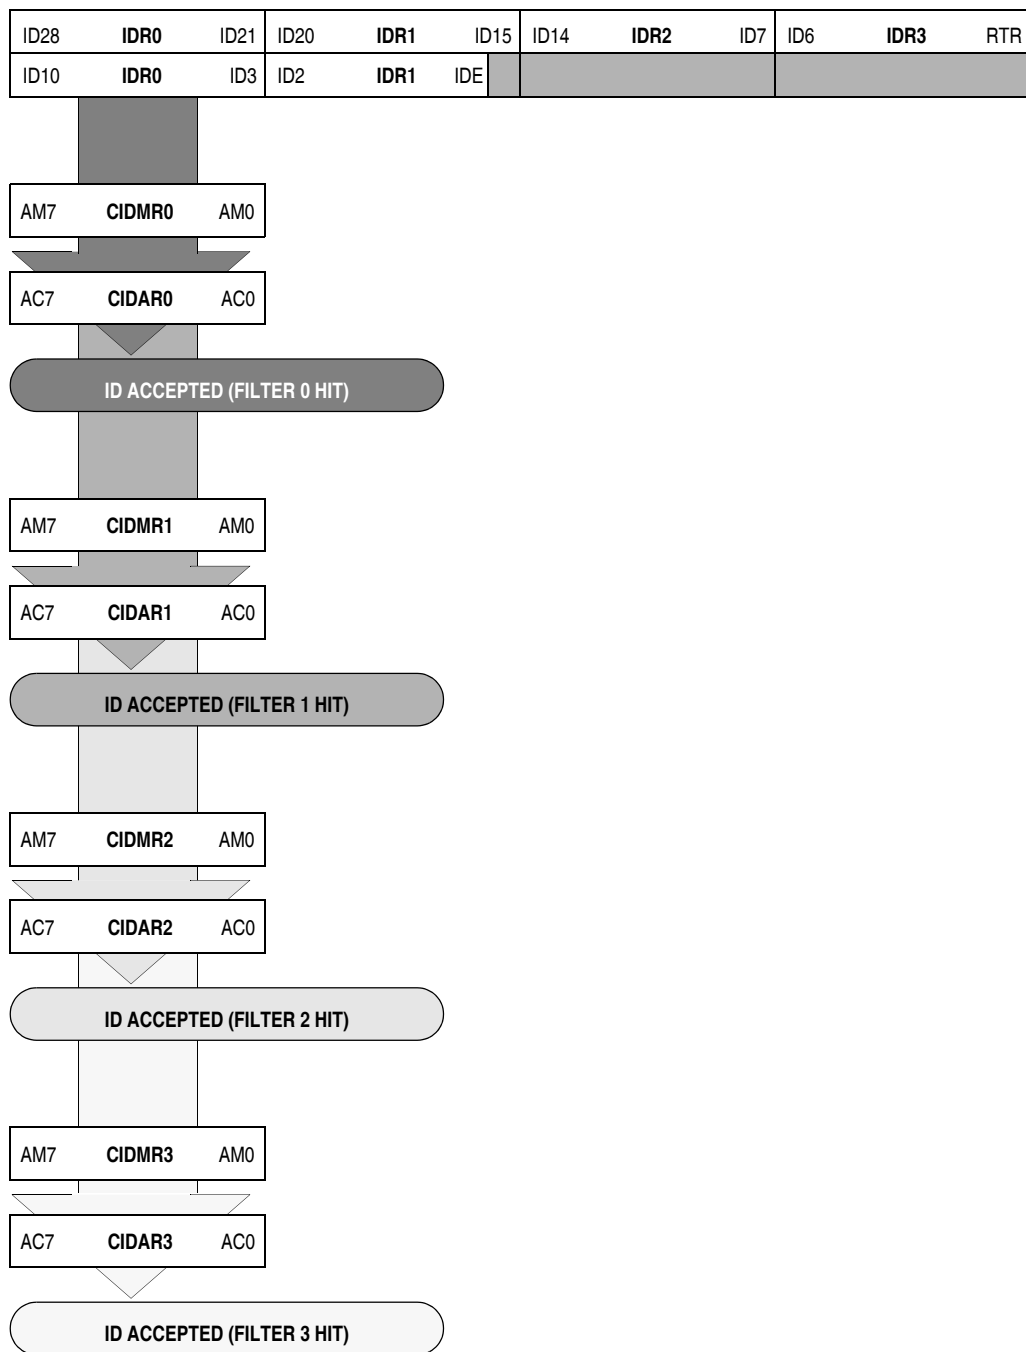 ID28 IDR0 ID21 ID20 IDR1 ID15 ID14 IDR2 ID7 ID6 IDR3 RTR
ID10 IDR0 ID3 ID2 IDR1 IDE
AM7 CIDMR0 AM0
AC7 CIDAR0 AC0
ID ACCEPTED (FILTER 0 HIT)
AM7 CIDMR1 AM0
AC7 CIDAR1 AC0
ID ACCEPTED (FILTER 1 HIT)
AM7 CIDMR2 AM0
AC7 CIDAR2 AC0
ID ACCEPTED (FILTER 2 HIT)
AM7 CIDMR3 AM0
AC7 CIDAR3 AC0
ID ACCEPTED (FILTER 3 HIT)